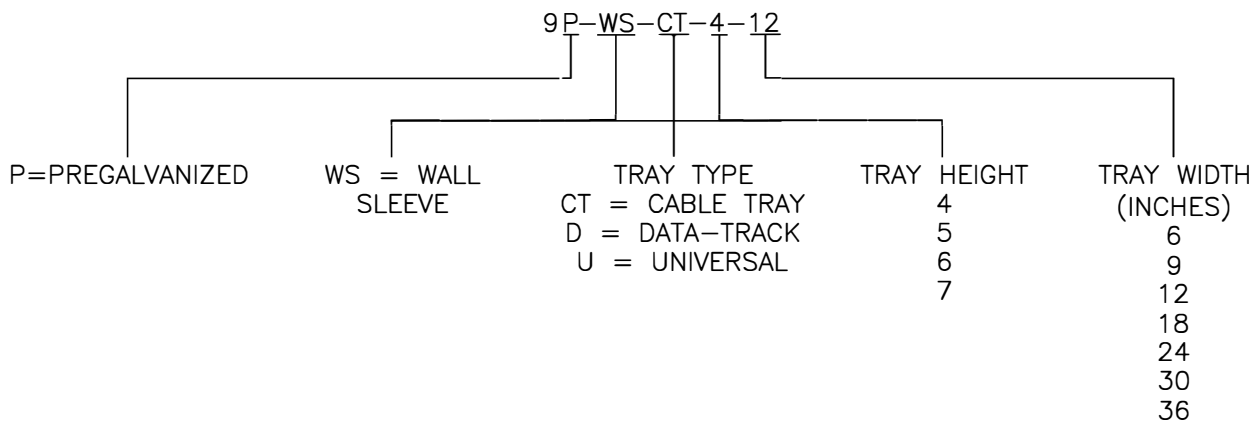 9P-WS-CT-4-12
P=PREGALVANIZED
WS = WALL
SLEEVE
TRAY TYPE
CT = CABLE TRAY
D = DATA-TRACK
U = UNIVERSAL
TRAY HEIGHT
4
5
6
7
TRAY WIDTH
(INCHES)
6
9
12
18
24
30
36